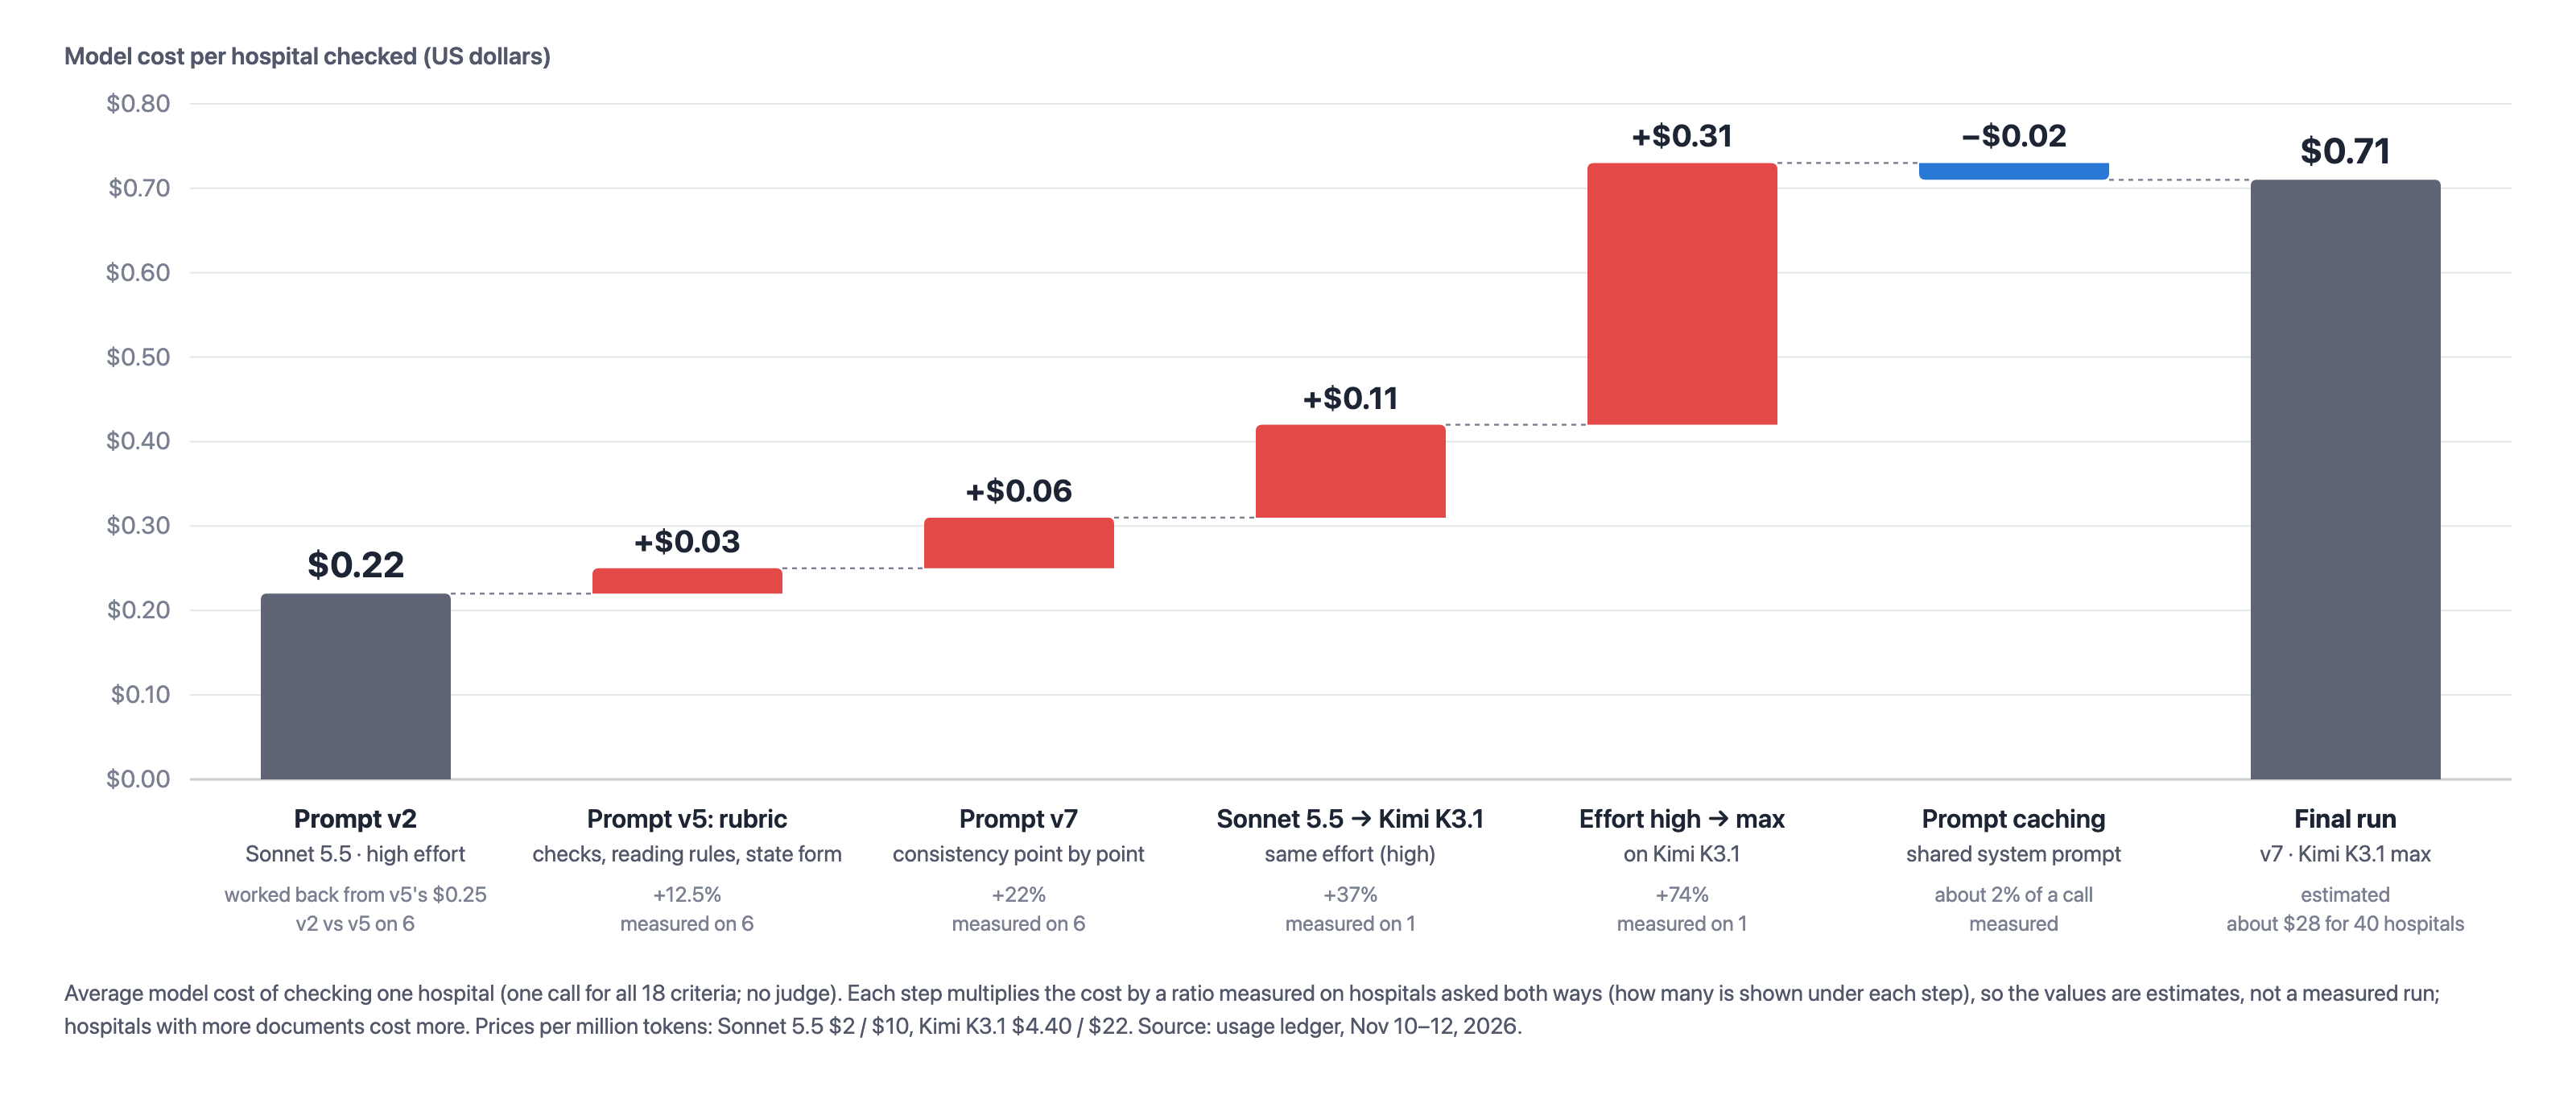 Model cost per hospital checked (US dollars)
$0.80
$0.70
$0.60
$0.50
$0.40
$0.30
$0.20
$0.10
$0.00
$0.22
+$0.03
+$0.06
+$0.11
+$0.31
−$0.02
$0.71
Prompt v2
Sonnet 5.5 · high effort
worked back from v5's $0.25
v2 vs v5 on 6
Prompt v5: rubric
checks, reading rules, state form
+12.5%
measured on 6
Prompt v7
consistency point by point
+22%
measured on 6
Sonnet 5.5 → Kimi K3.1
same effort (high)
+37%
measured on 1
Effort high → max
on Kimi K3.1
+74%
measured on 1
Prompt caching
shared system prompt
about 2% of a call
measured
Final run
v7 · Kimi K3.1 max
estimated
about $28 for 40 hospitals
Average model cost of checking one hospital (one call for all 18 criteria; no judge). Each step multiplies the cost by a ratio measured on hospitals asked both ways (how many is shown under each step), so the values are estimates, not a measured run;
hospitals with more documents cost more. Prices per million tokens: Sonnet 5.5 $2 / $10, Kimi K3.1 $4.40 / $22. Source: usage ledger, Nov 10–12, 2026.